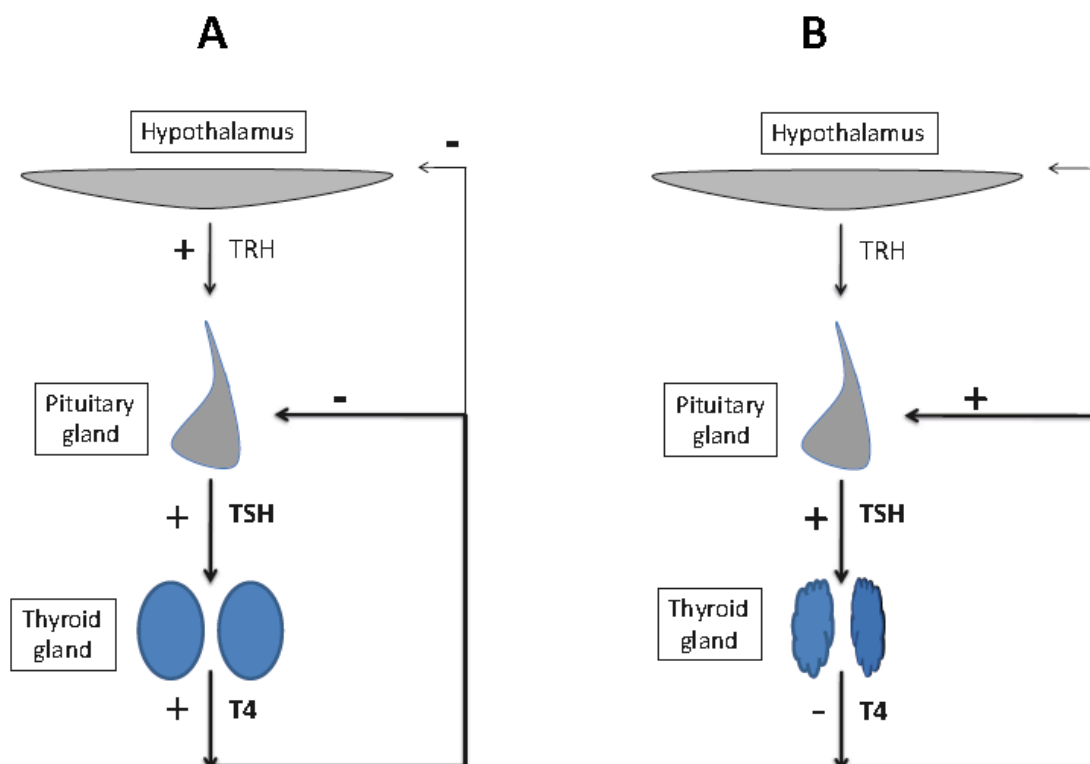 A
Hypothalamus
-
+ TRH
Pituitary
gland
-
+ TSH
Thyroid
gland
+ T4
B
Hypothalamus
TRH
Pituitary
gland
+
+ TSH
Thyroid
gland
- T4